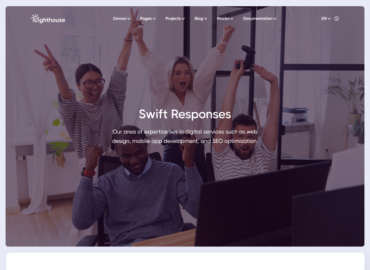 Lighthouse
Demos Pages Projects Blog Blocks Documentation EN
Swift Responses
Our area of expertise lies in digital services such as web
design, mobile app development, and SEO optimization.